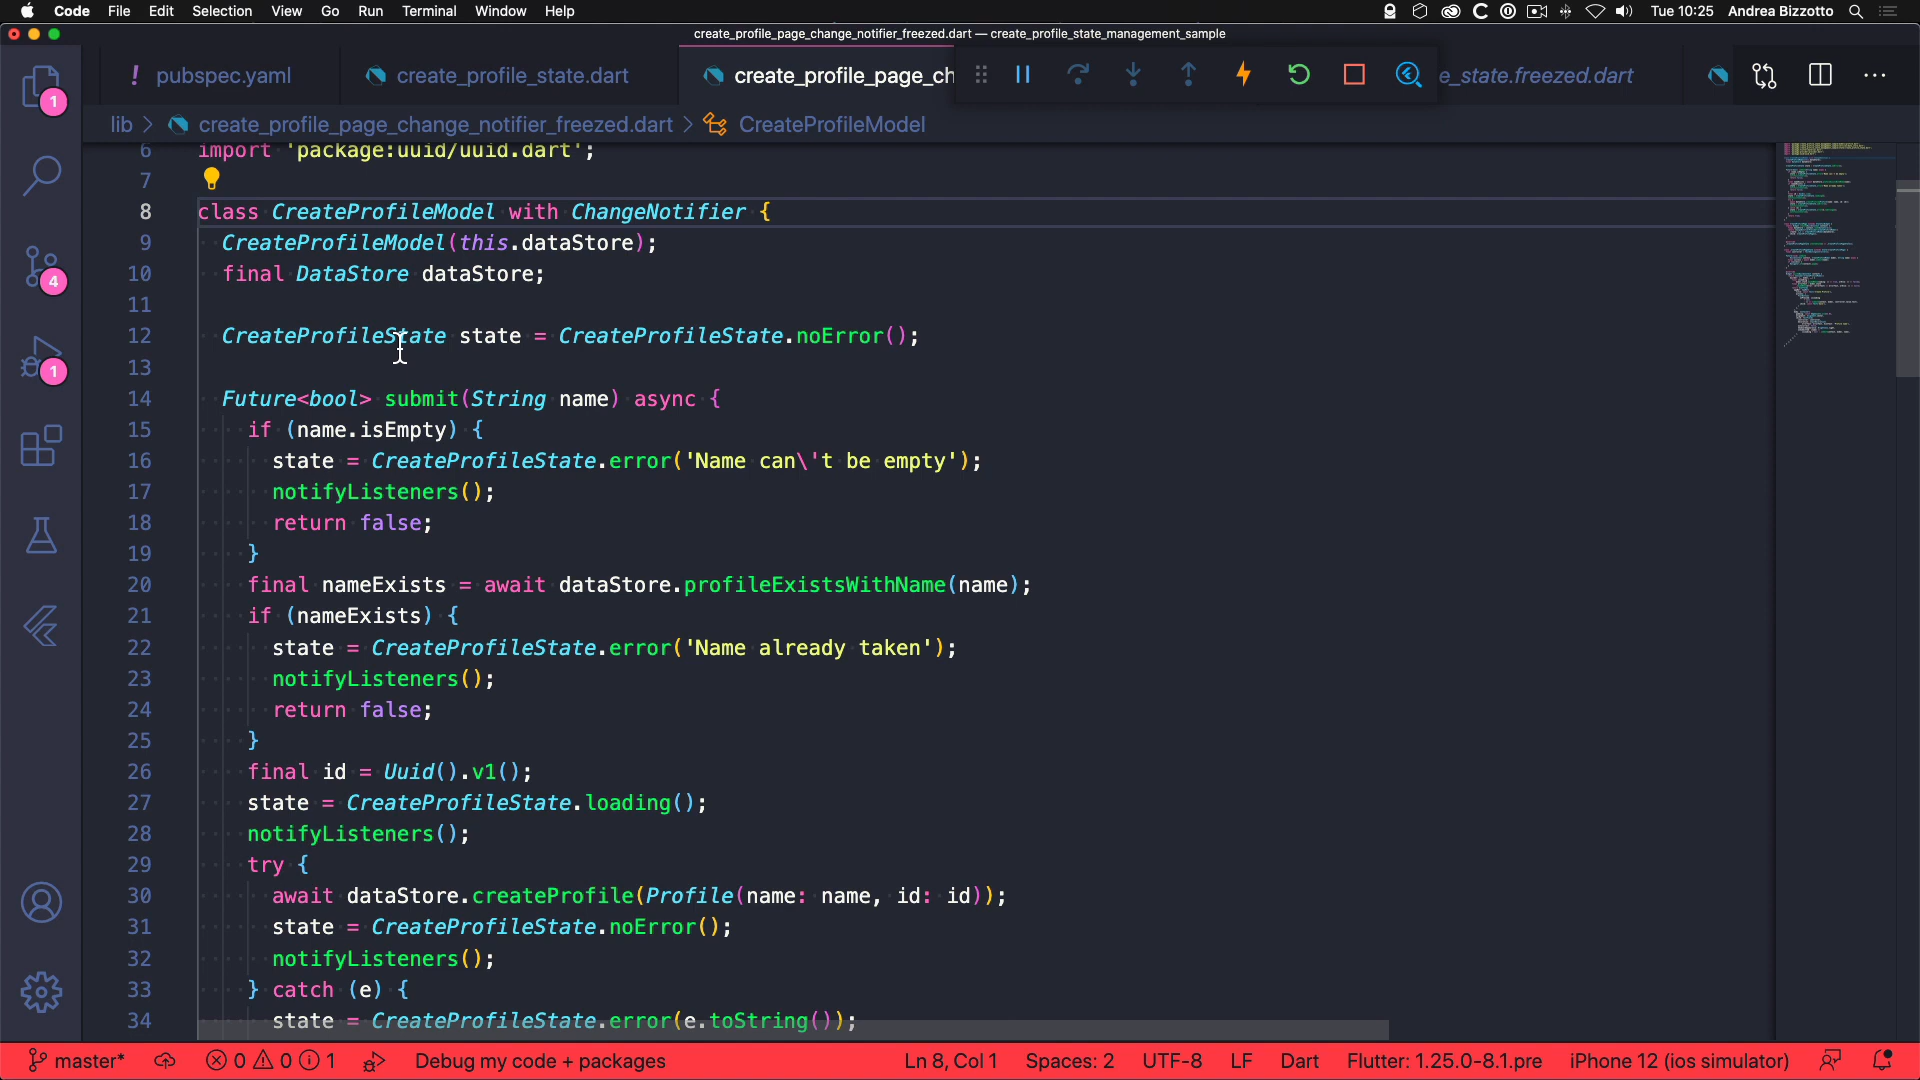 Code File Edit Selection View Go Run Terminal Window Help Tue 10:25 Andrea Bizzotto
create_profile_page_change_notifier_freezed.dart — create_profile_state_management_sample
! pubspec.yaml create_profile_state.dart create_profile_page_ch e_state.freezed.dart
lib > create_profile_page_change_notifier_freezed.dart > CreateProfileModel
6 import 'package:uuid/uuid.dart';
7
8 class CreateProfileModel with ChangeNotifier {
9 CreateProfileModel(this.dataStore);
10 final DataStore dataStore;
11
12 CreateProfileState state = CreateProfileState.noError();
13
14 Future<bool> submit(String name) async {
15 if (name.isEmpty) {
16 state = CreateProfileState.error('Name can\'t be empty');
17 notifyListeners();
18 return false;
19 }
20 final nameExists = await dataStore.profileExistsWithName(name);
21 if (nameExists) {
22 state = CreateProfileState.error('Name already taken');
23 notifyListeners();
24 return false;
25 }
26 final id = Uuid().v1();
27 state = CreateProfileState.loading();
28 notifyListeners();
29 try {
30 await dataStore.createProfile(Profile(name: name, id: id));
31 state = CreateProfileState.noError();
32 notifyListeners();
33 } catch (e) {
34 state = CreateProfileState.error(e.toString());
1
4
1
master* 0 0 1 Debug my code + packages Ln 8, Col 1 Spaces: 2 UTF-8 LF Dart Flutter: 1.25.0-8.1.pre iPhone 12 (ios simulator)